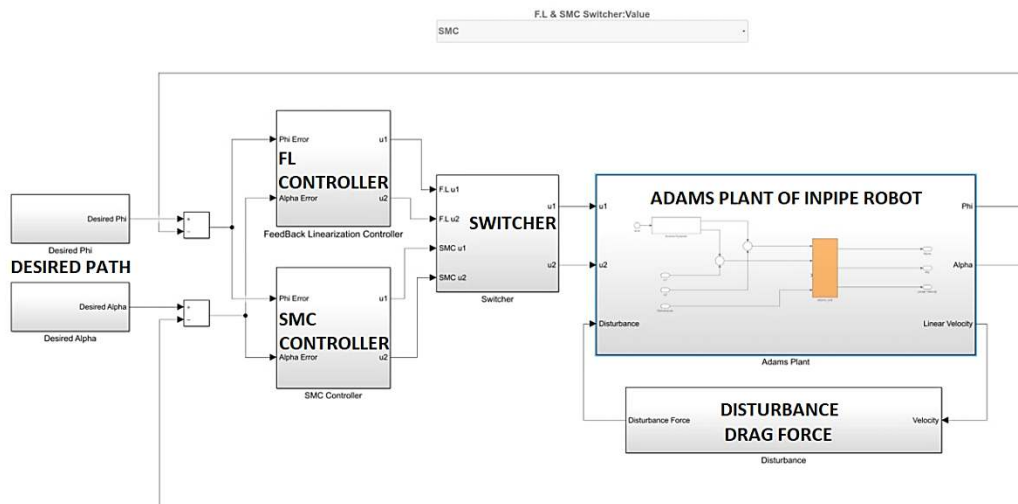 F.L & SMC Switcher:Value
SMC
Phi Error
u1
FL
CONTROLLER
Alpha Error
u2
FeedBack Linearization Controller
Desired Phi
Desired Phi
DESIRED PATH
Desired Alpha
Desired Alpha
Phi Error
u1
SMC
CONTROLLER
Alpha Error
u2
SMC Controller
F.L u1
F.L u2
u1
SWITCHER
SMC u1
SMC u2
u2
Switcher
ADAMS PLANT OF INPIPE ROBOT
u1
Phi
u2
Alpha
Disturbance
Linear Velocity
Adams Plant
DISTURBANCE
Disturbance Force
Velocity
DRAG FORCE
Disturbance